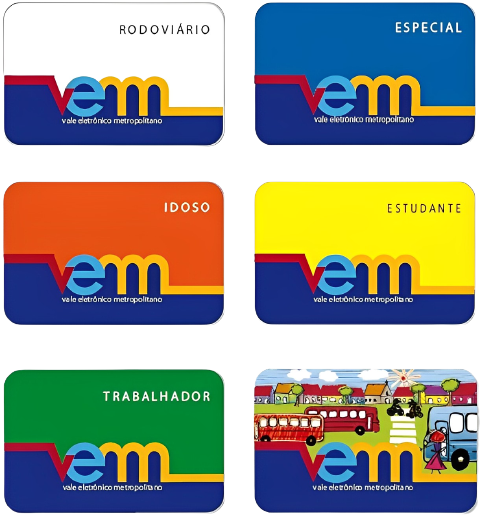 RODOVIÁRIO
vem
vale eletrônico metropolitano
ESPECIAL
vem
vale eletrônico metropolitano
IDOSO
vem
vale eletrônico metropolitano
ESTUDANTE
vem
vale eletrônico metropolitano
TRABALHADOR
vem
vale eletrônico metropolitano
vem
vale eletrônico metropolitano